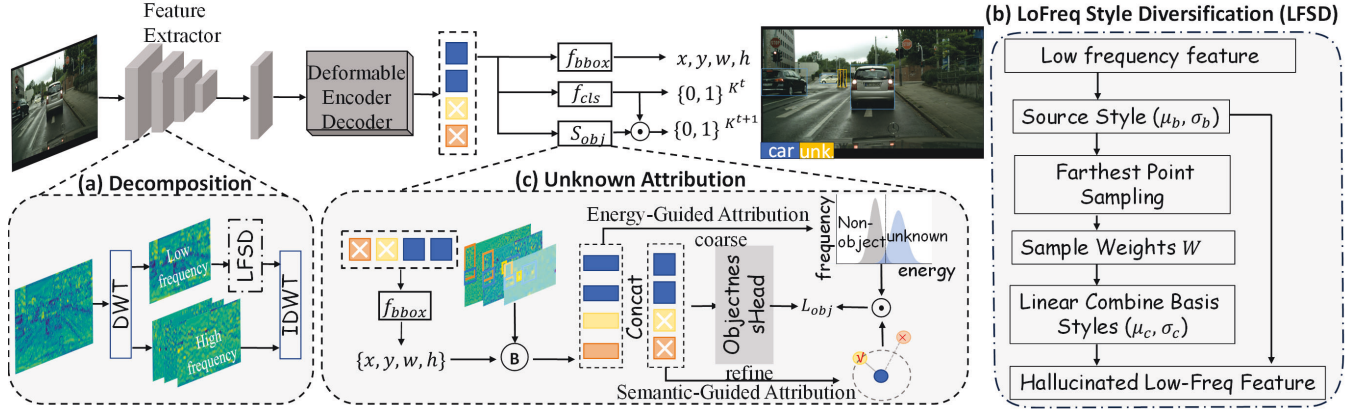 Feature
Extractor
Deformable
Encoder
Decoder
f_bbox
x, y, w, h
f_cls
{0, 1} K^t
S_obj
{0, 1} K^{t+1}
car unk.
(a) Decomposition
DWT
Low
frequency
LFSD
High
frequency
IDWT
(c) Unknown Attribution
f_bbox
{x, y, w, h}
B
Energy-Guided Attribution
coarse
Concat
Objectnes
sHead
L_obj
refine
Semantic-Guided Attribution
frequency
Non-
object
unknown
energy
(b) LoFreq Style Diversification (LFSD)
Low frequency feature
Source Style (μ_b, σ_b)
Farthest Point
Sampling
Sample Weights W
Linear Combine Basis
Styles (μ_c, σ_c)
Hallucinated Low-Freq Feature